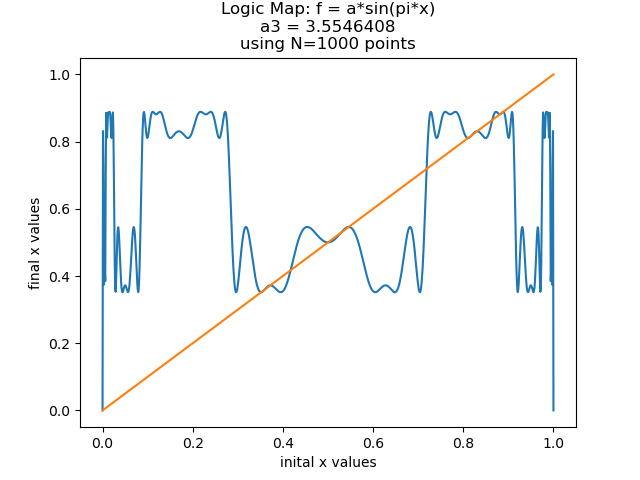 Logic Map: f = a*sin(pi*x)
a3 = 3.5546408
using N=1000 points
1.0
0.8
0.6
0.4
0.2
0.0
final x values
0.0 0.2 0.4 0.6 0.8 1.0
inital x values